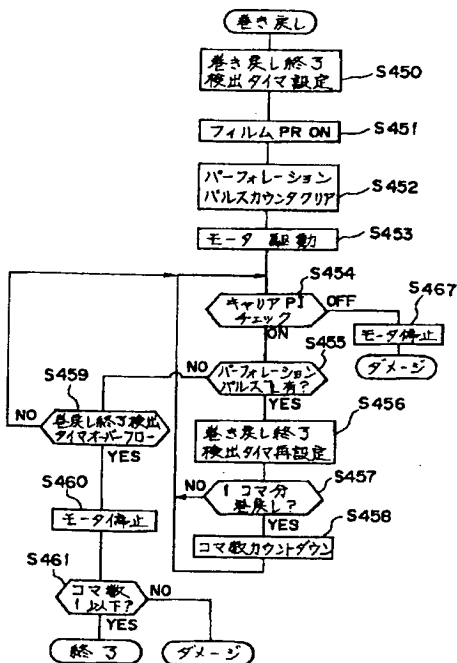 巻き戻し
巻き戻し終了
検出タイマ設定
S450
フィルムPR ON
S451
パーフォレーション
パルスカウンタクリア
S452
モータ 駆動
S453
S454
キャリアPI
チェック
OFF
ON
S467
モータ停止
ダメージ
S455
パーフォレーション
パルス 有?
NO
YES
S459
巻戻し終了検出
タイマオーバーフロー
NO
YES
S456
巻き戻し終了
検出タイマ再設定
S457
1 コマ分
巻戻し?
NO
YES
S458
コマ数カウントダウン
S460
モータ停止
S461
コマ数
1以下?
NO
YES
終了
ダメージ